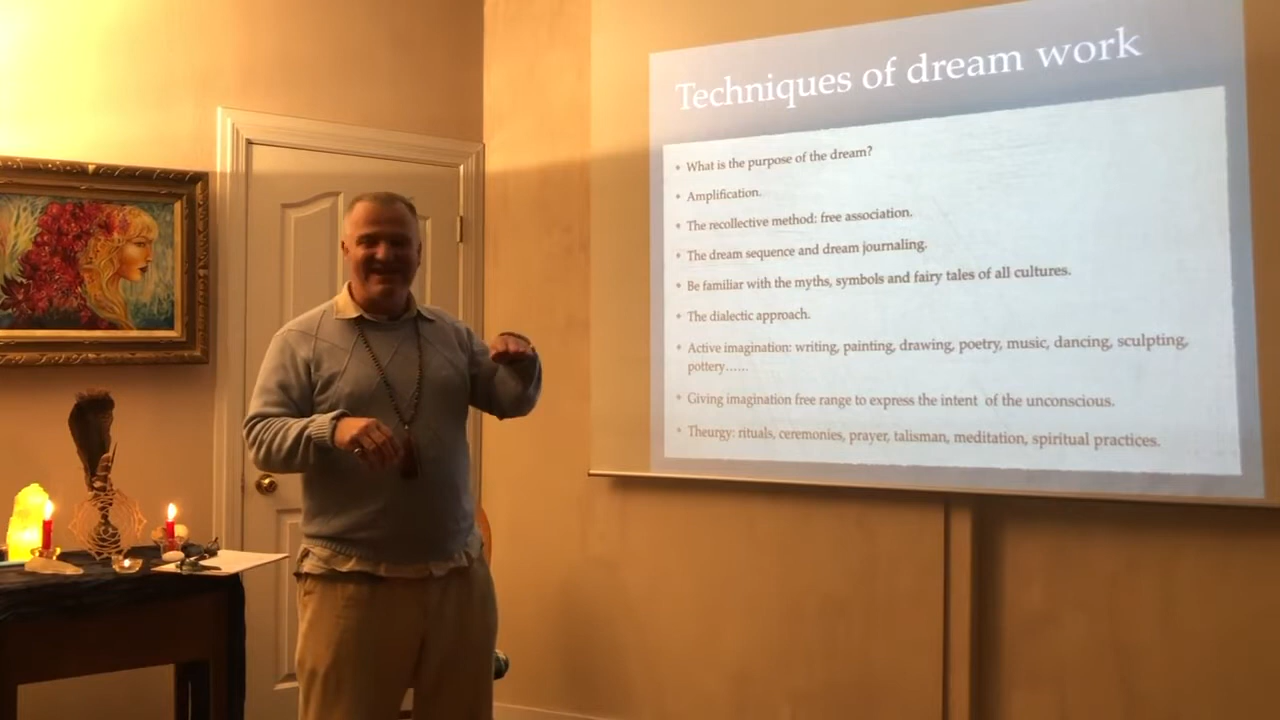 Techniques of dream work
• What is the purpose of the dream?
• Amplification.
• The recollective method: free association.
• The dream sequence and dream journaling.
• Be familiar with the myths, symbols and fairy tales of all cultures.
• The dialectic approach.
• Active imagination: writing, painting, drawing, poetry, music, dancing, sculpting,
pottery……
• Giving imagination free range to express the intent of the unconscious.
• Theurgy: rituals, ceremonies, prayer, talisman, meditation, spiritual practices.